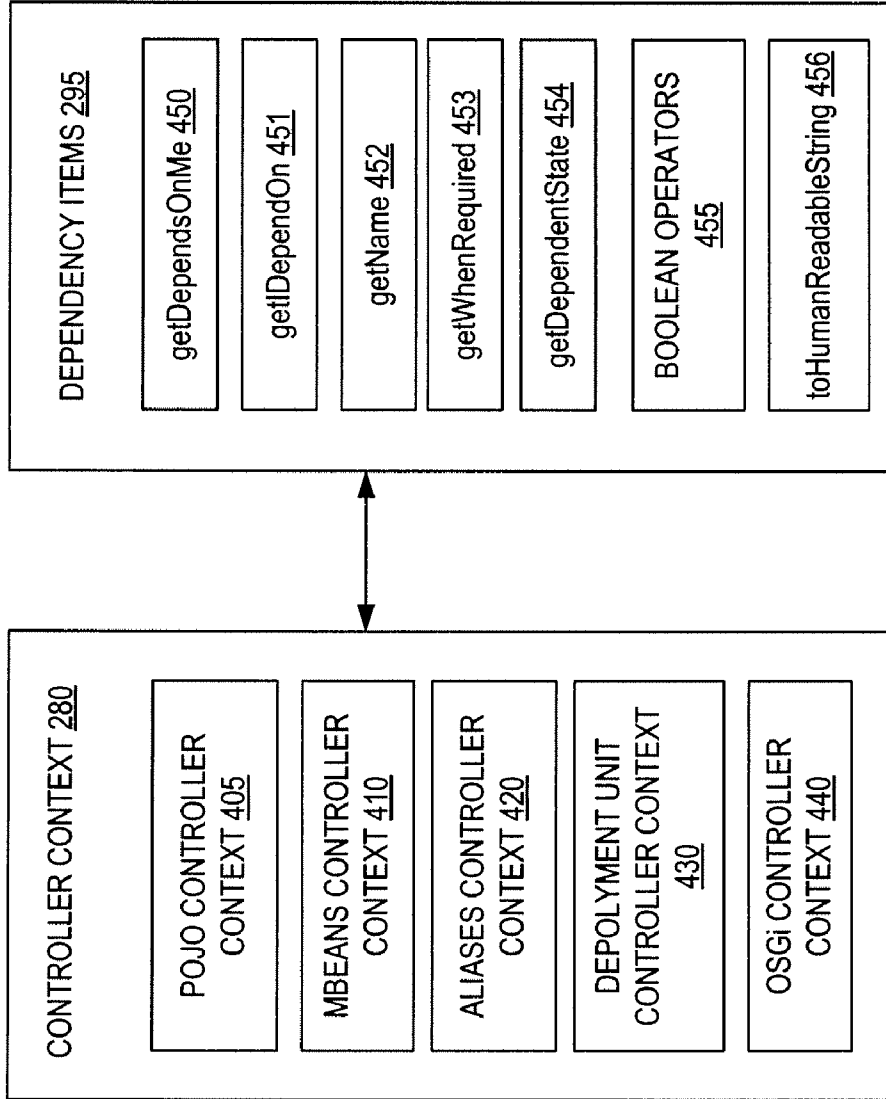 CONTROLLER CONTEXT 280
POJO CONTROLLER
CONTEXT 405
MBEANS CONTROLLER
CONTEXT 410
ALIASES CONTROLLER
CONTEXT 420
DEPOLYMENT UNIT
CONTROLLER CONTEXT
430
OSGi CONTROLLER
CONTEXT 440
DEPENDENCY ITEMS 295
getDependsOnMe 450
getIDependOn 451
getName 452
getWhenRequired 453
getDependentState 454
BOOLEAN OPERATORS
455
toHumanReadableString 456